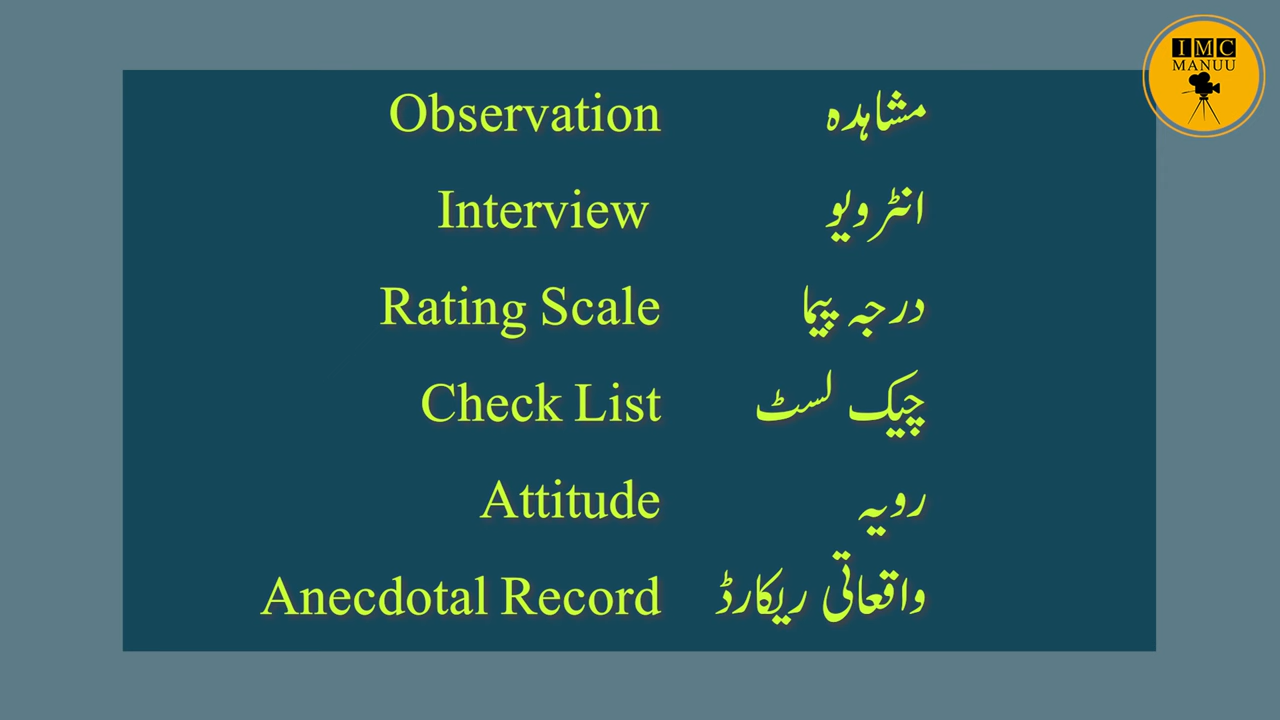 IMC
MANUU
Observation مشاہدہ
Interview انٹرویو
Rating Scale درجہ پیما
Check List چیک لسٹ
Attitude رویہ
Anecdotal Record واقعاتی ریکارڈ